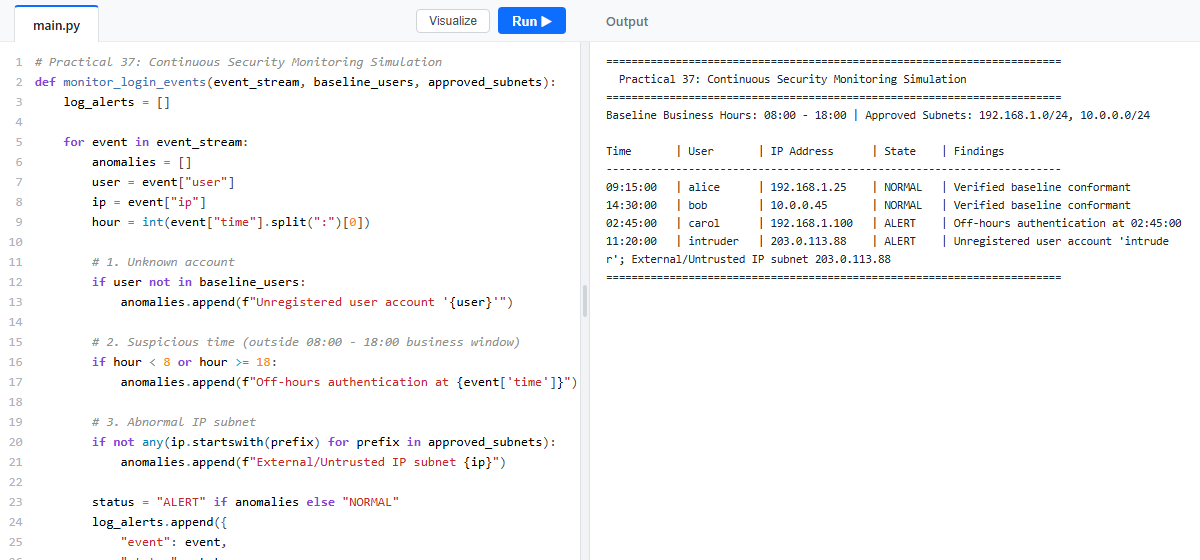 main.py
Visualize
Run ▶
Output
1 # Practical 37: Continuous Security Monitoring Simulation
2 def monitor_login_events(event_stream, baseline_users, approved_subnets):
3     log_alerts = []
4
5     for event in event_stream:
6         anomalies = []
7         user = event["user"]
8         ip = event["ip"]
9         hour = int(event["time"].split(":")[0])
10
11         # 1. Unknown account
12         if user not in baseline_users:
13             anomalies.append(f"Unregistered user account '{user}'")
14
15         # 2. Suspicious time (outside 08:00 - 18:00 business window)
16         if hour < 8 or hour >= 18:
17             anomalies.append(f"Off-hours authentication at {event['time']}")
18
19         # 3. Abnormal IP subnet
20         if not any(ip.startswith(prefix) for prefix in approved_subnets):
21             anomalies.append(f"External/Untrusted IP subnet {ip}")
22
23         status = "ALERT" if anomalies else "NORMAL"
24         log_alerts.append({
25             "event": event,
========================================================================
  Practical 37: Continuous Security Monitoring Simulation
========================================================================
Baseline Business Hours: 08:00 - 18:00 | Approved Subnets: 192.168.1.0/24, 10.0.0.0/24
Time       | User       | IP Address      | State    | Findings
------------------------------------------------------------------------
09:15:00   | alice      | 192.168.1.25    | NORMAL   | Verified baseline conformant
14:30:00   | bob        | 10.0.0.45       | NORMAL   | Verified baseline conformant
02:45:00   | carol      | 192.168.1.100   | ALERT    | Off-hours authentication at 02:45:00
11:20:00   | intruder   | 203.0.113.88    | ALERT    | Unregistered user account 'intrude
r'; External/Untrusted IP subnet 203.0.113.88
========================================================================